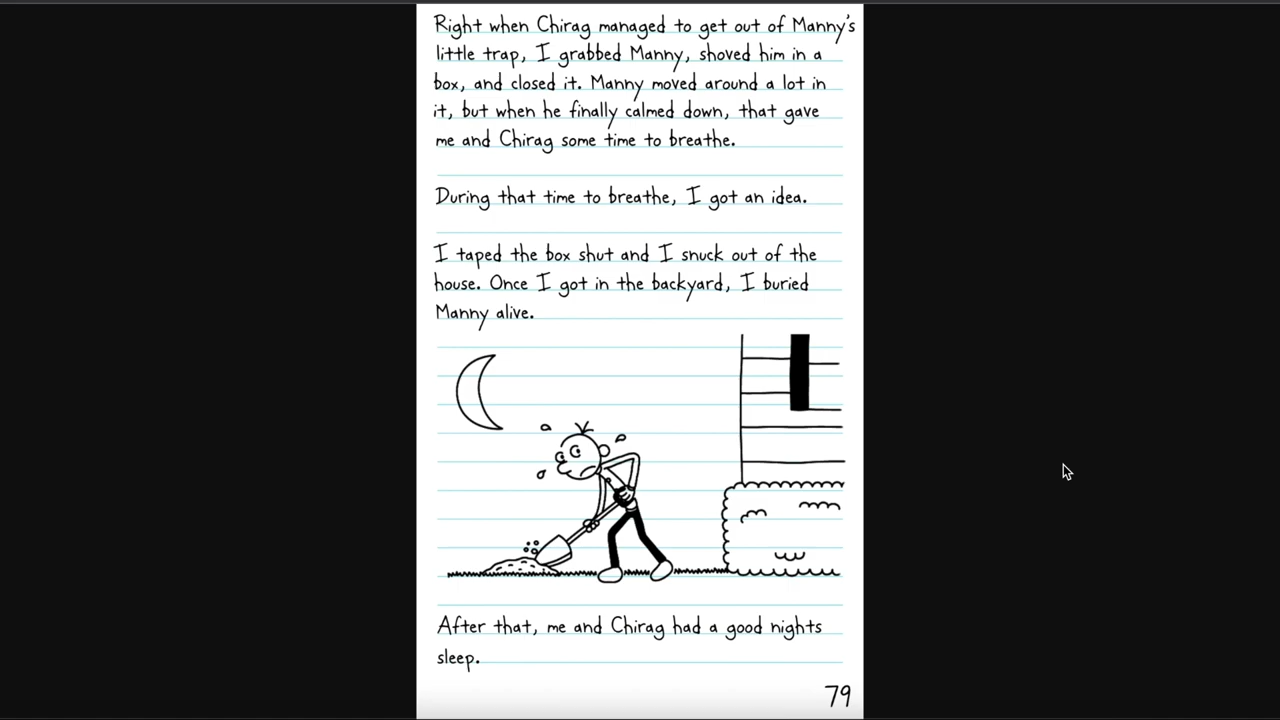 Right when Chirag managed to get out of Manny's
little trap, I grabbed Manny, shoved him in a
box, and closed it. Manny moved around a lot in
it, but when he finally calmed down, that gave
me and Chirag some time to breathe.
During that time to breathe, I got an idea.
I taped the box shut and I snuck out of the
house. Once I got in the backyard, I buried
Manny alive.
After that, me and Chirag had a good nights
sleep.
79